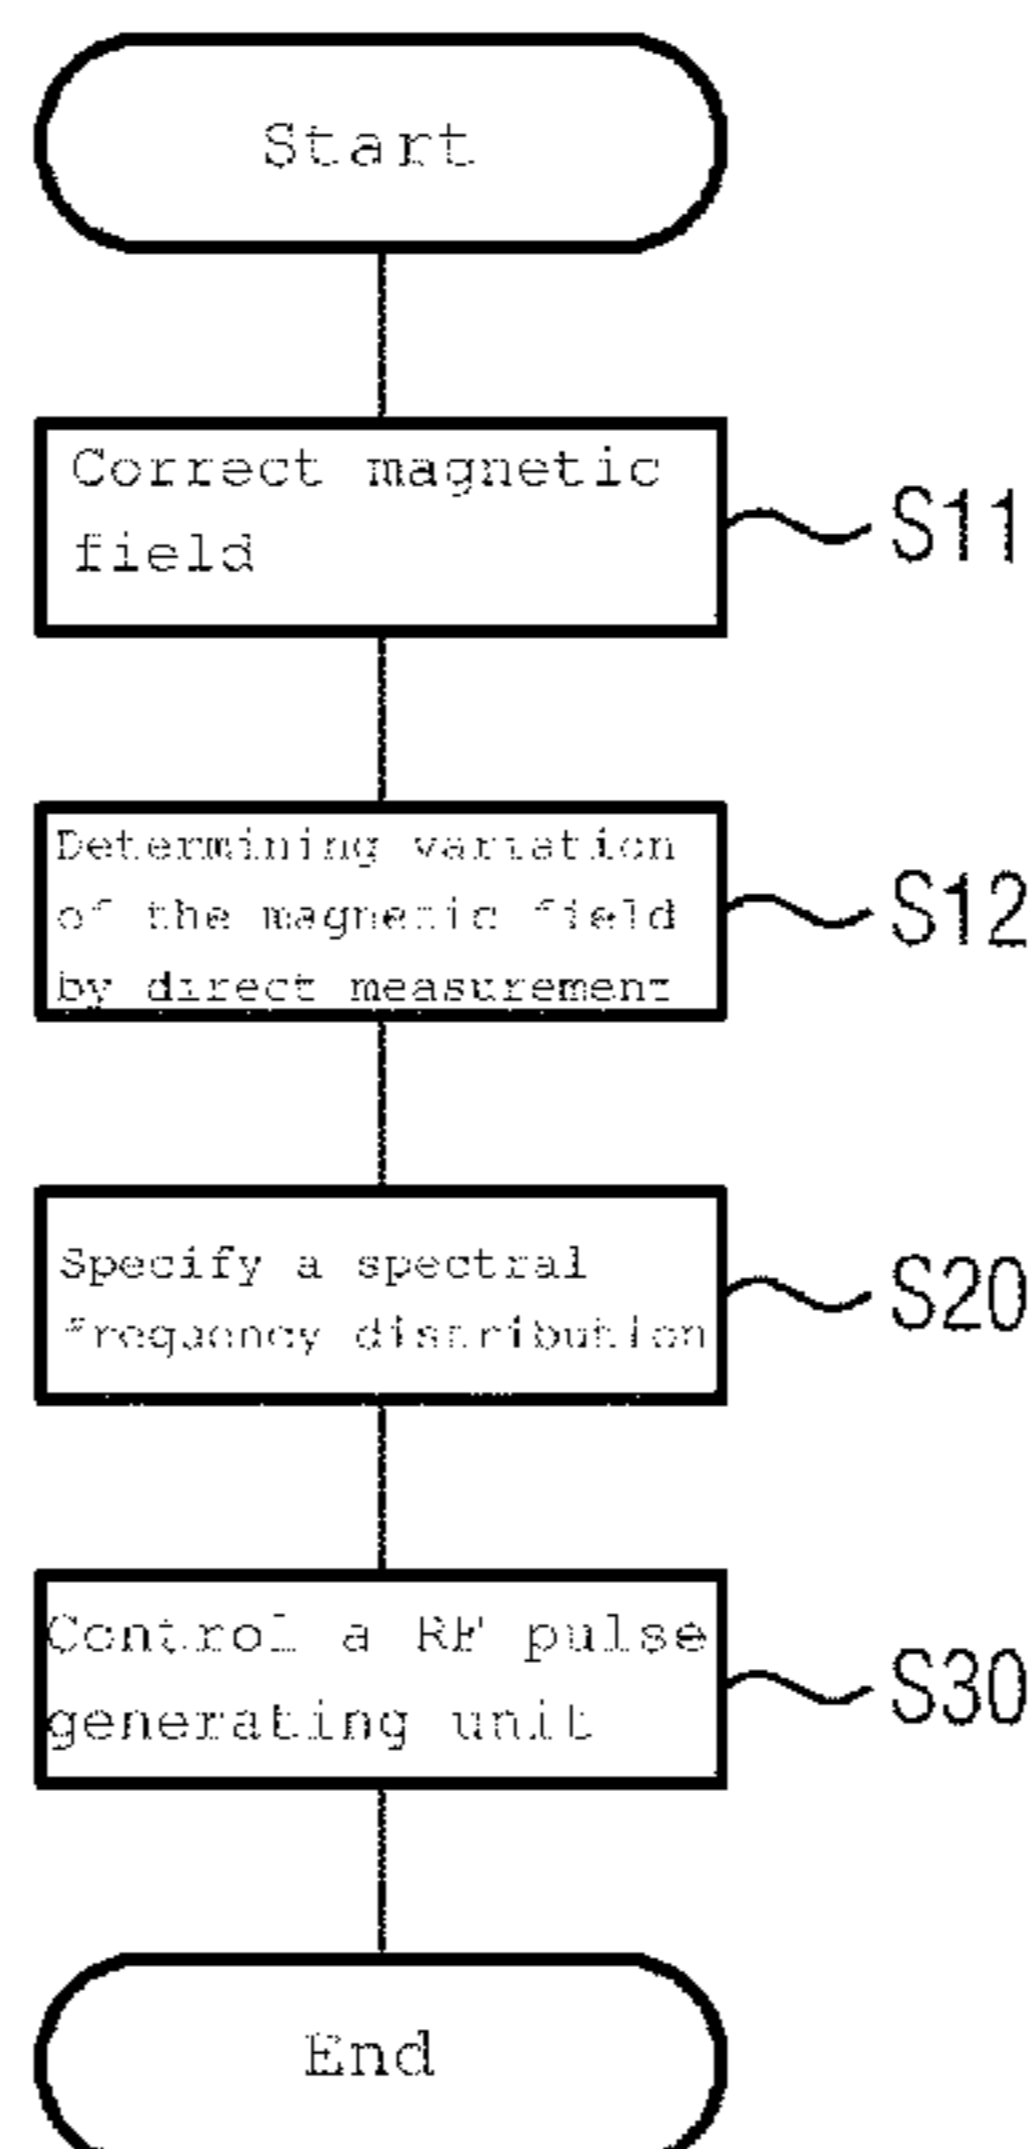 Start
Correct magnetic
field
S11
Determining variation
of the magnetic field
by direct measurement
S12
Specify a spectral
frequency distribution
S20
Control a RF pulse
generating unit
S30
End